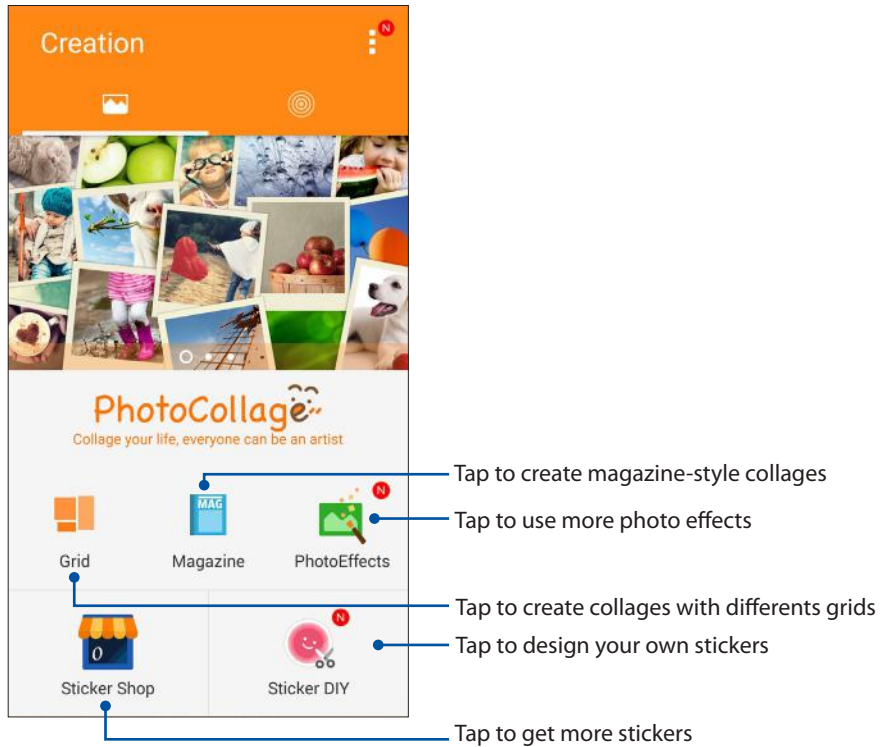 Creation
N
PhotoCollage
Collage your life, everyone can be an artist
Tap to create magazine-style collages
MAG
N
Tap to use more photo effects
Grid
Magazine
PhotoEffects
Tap to create collages with differents grids
N
Tap to design your own stickers
Sticker Shop
Sticker DIY
Tap to get more stickers